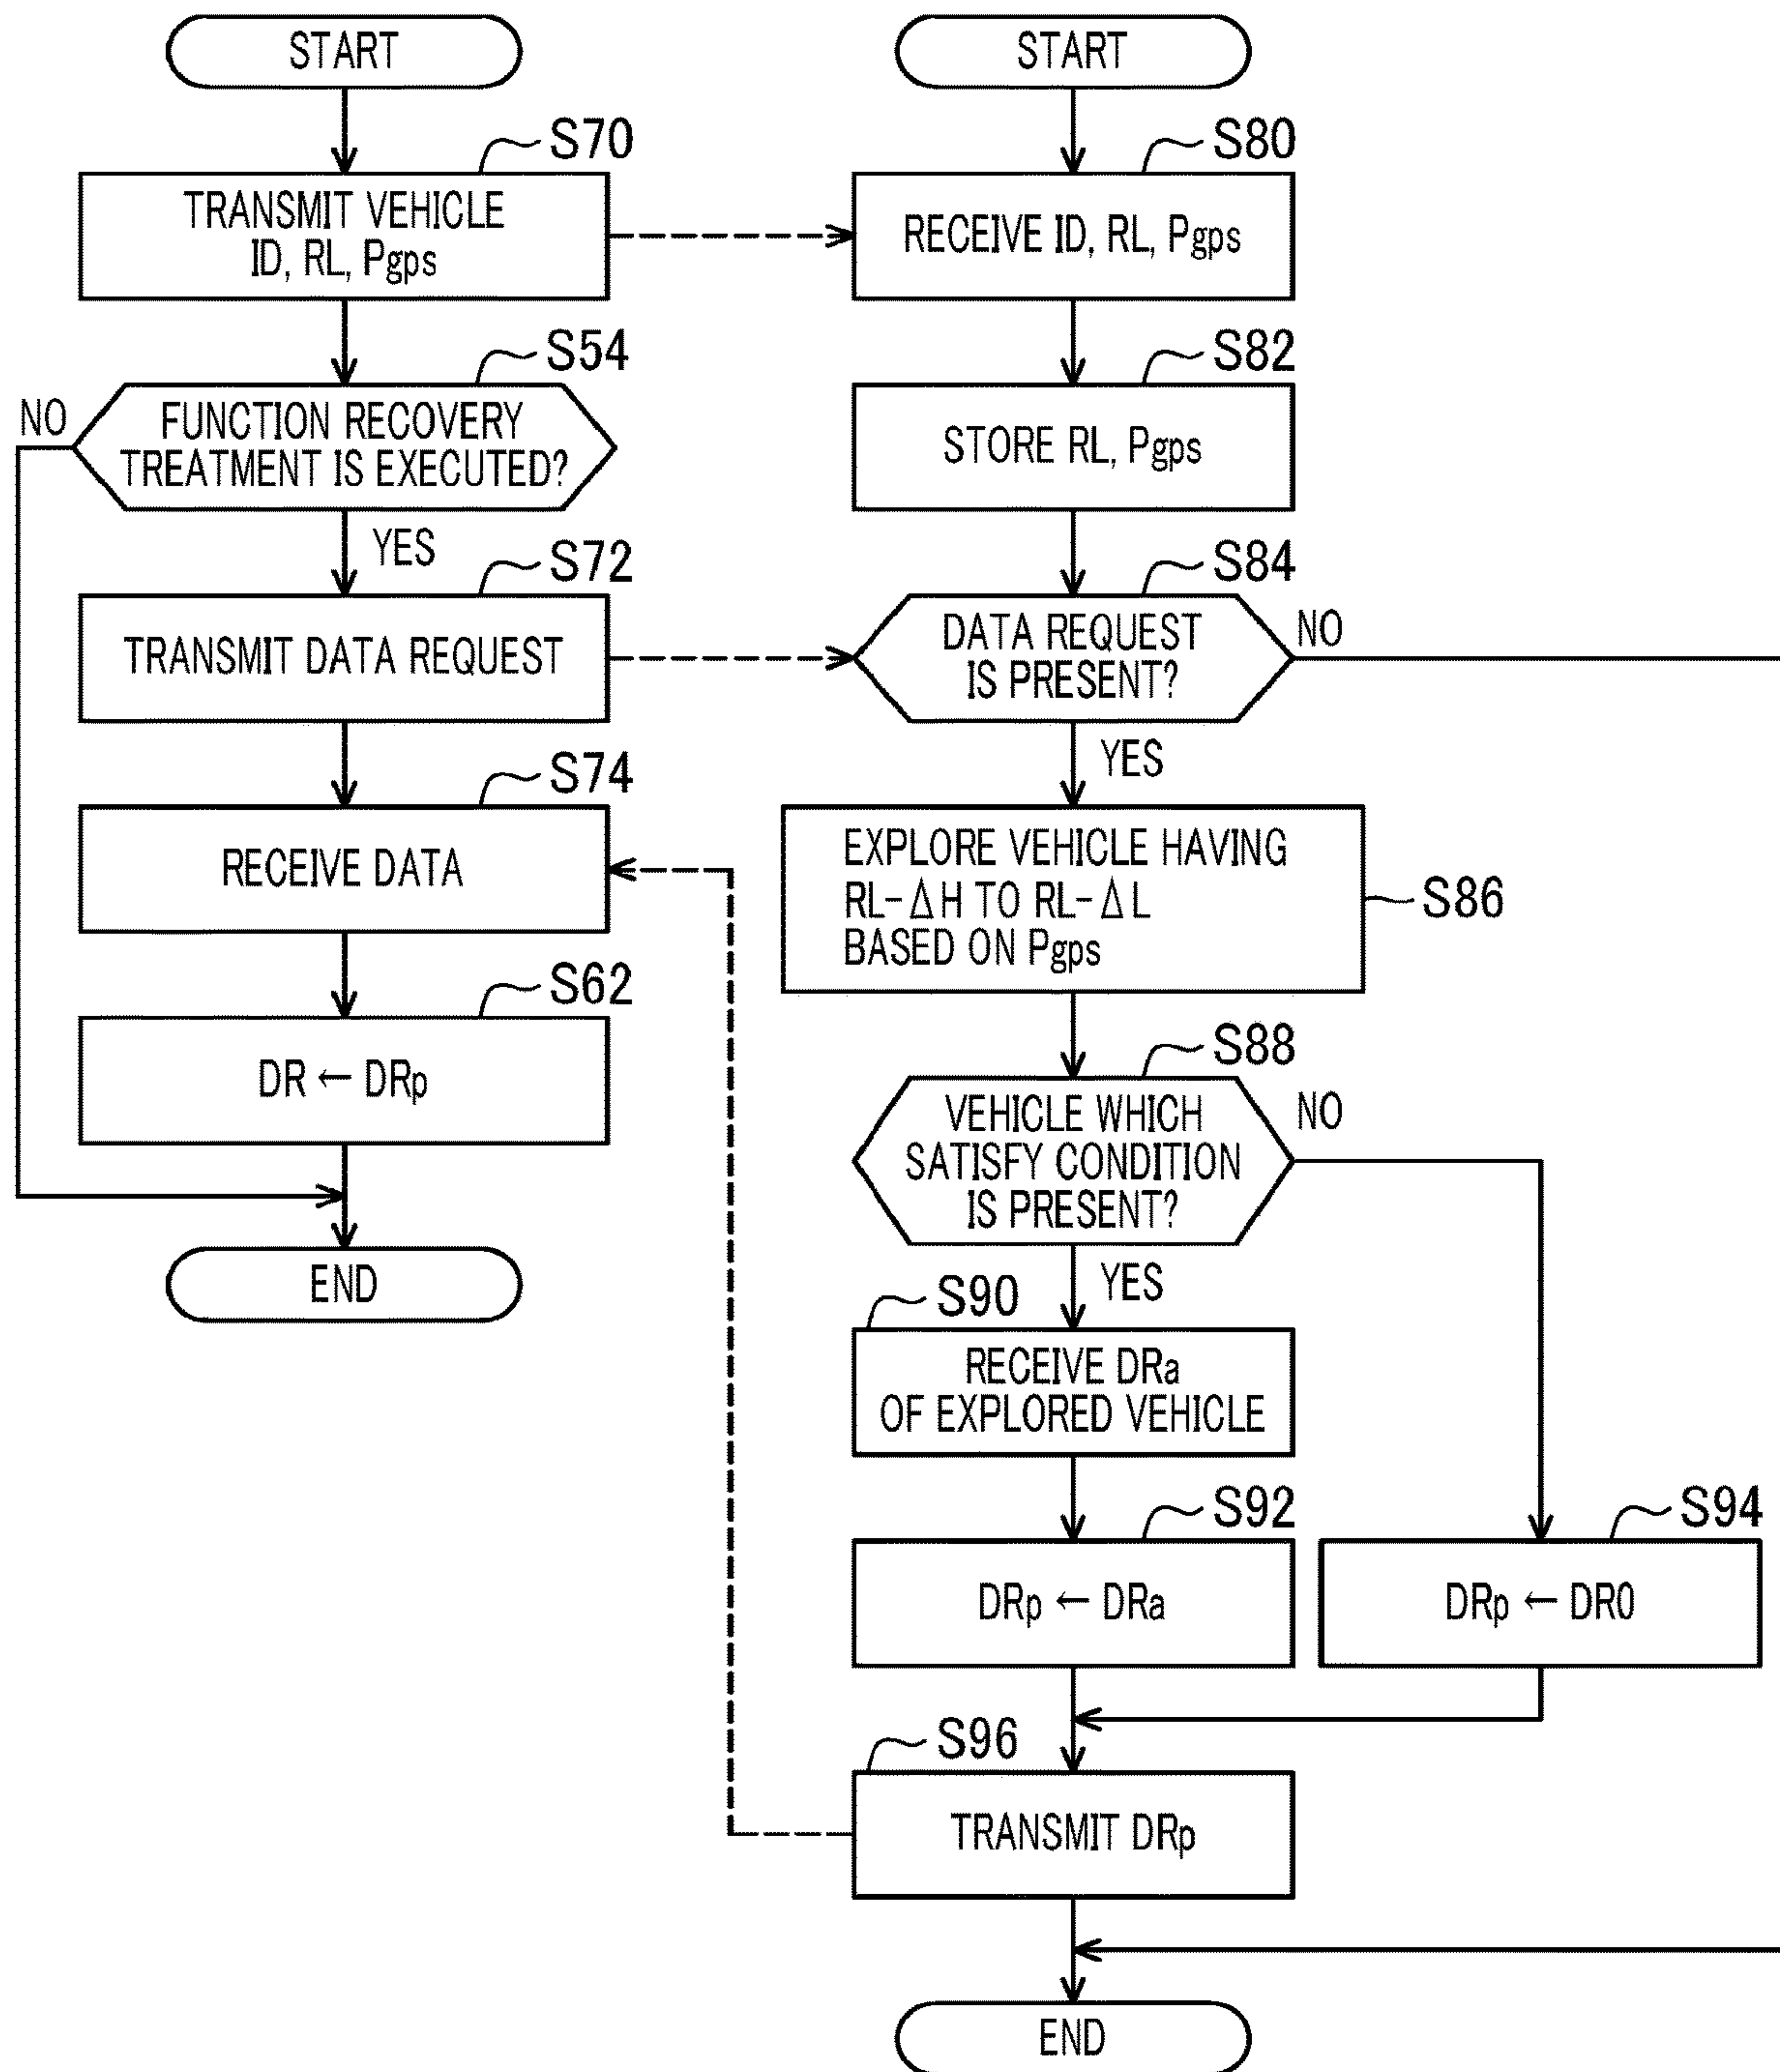 START
S70
TRANSMIT VEHICLE
ID, RL, Pgps
S54
NO
FUNCTION RECOVERY
TREATMENT IS EXECUTED?
YES
S72
TRANSMIT DATA REQUEST
S74
RECEIVE DATA
S62
DR ← DRp
END
START
S80
RECEIVE ID, RL, Pgps
S82
STORE RL, Pgps
S84
DATA REQUEST
IS PRESENT?
NO
YES
EXPLORE VEHICLE HAVING
RL-ΔH TO RL-ΔL
BASED ON Pgps
S86
S88
VEHICLE WHICH
SATISFY CONDITION
IS PRESENT?
NO
YES
S90
RECEIVE DRa
OF EXPLORED VEHICLE
S92
DRp ← DRa
S94
DRp ← DR0
S96
TRANSMIT DRp
END